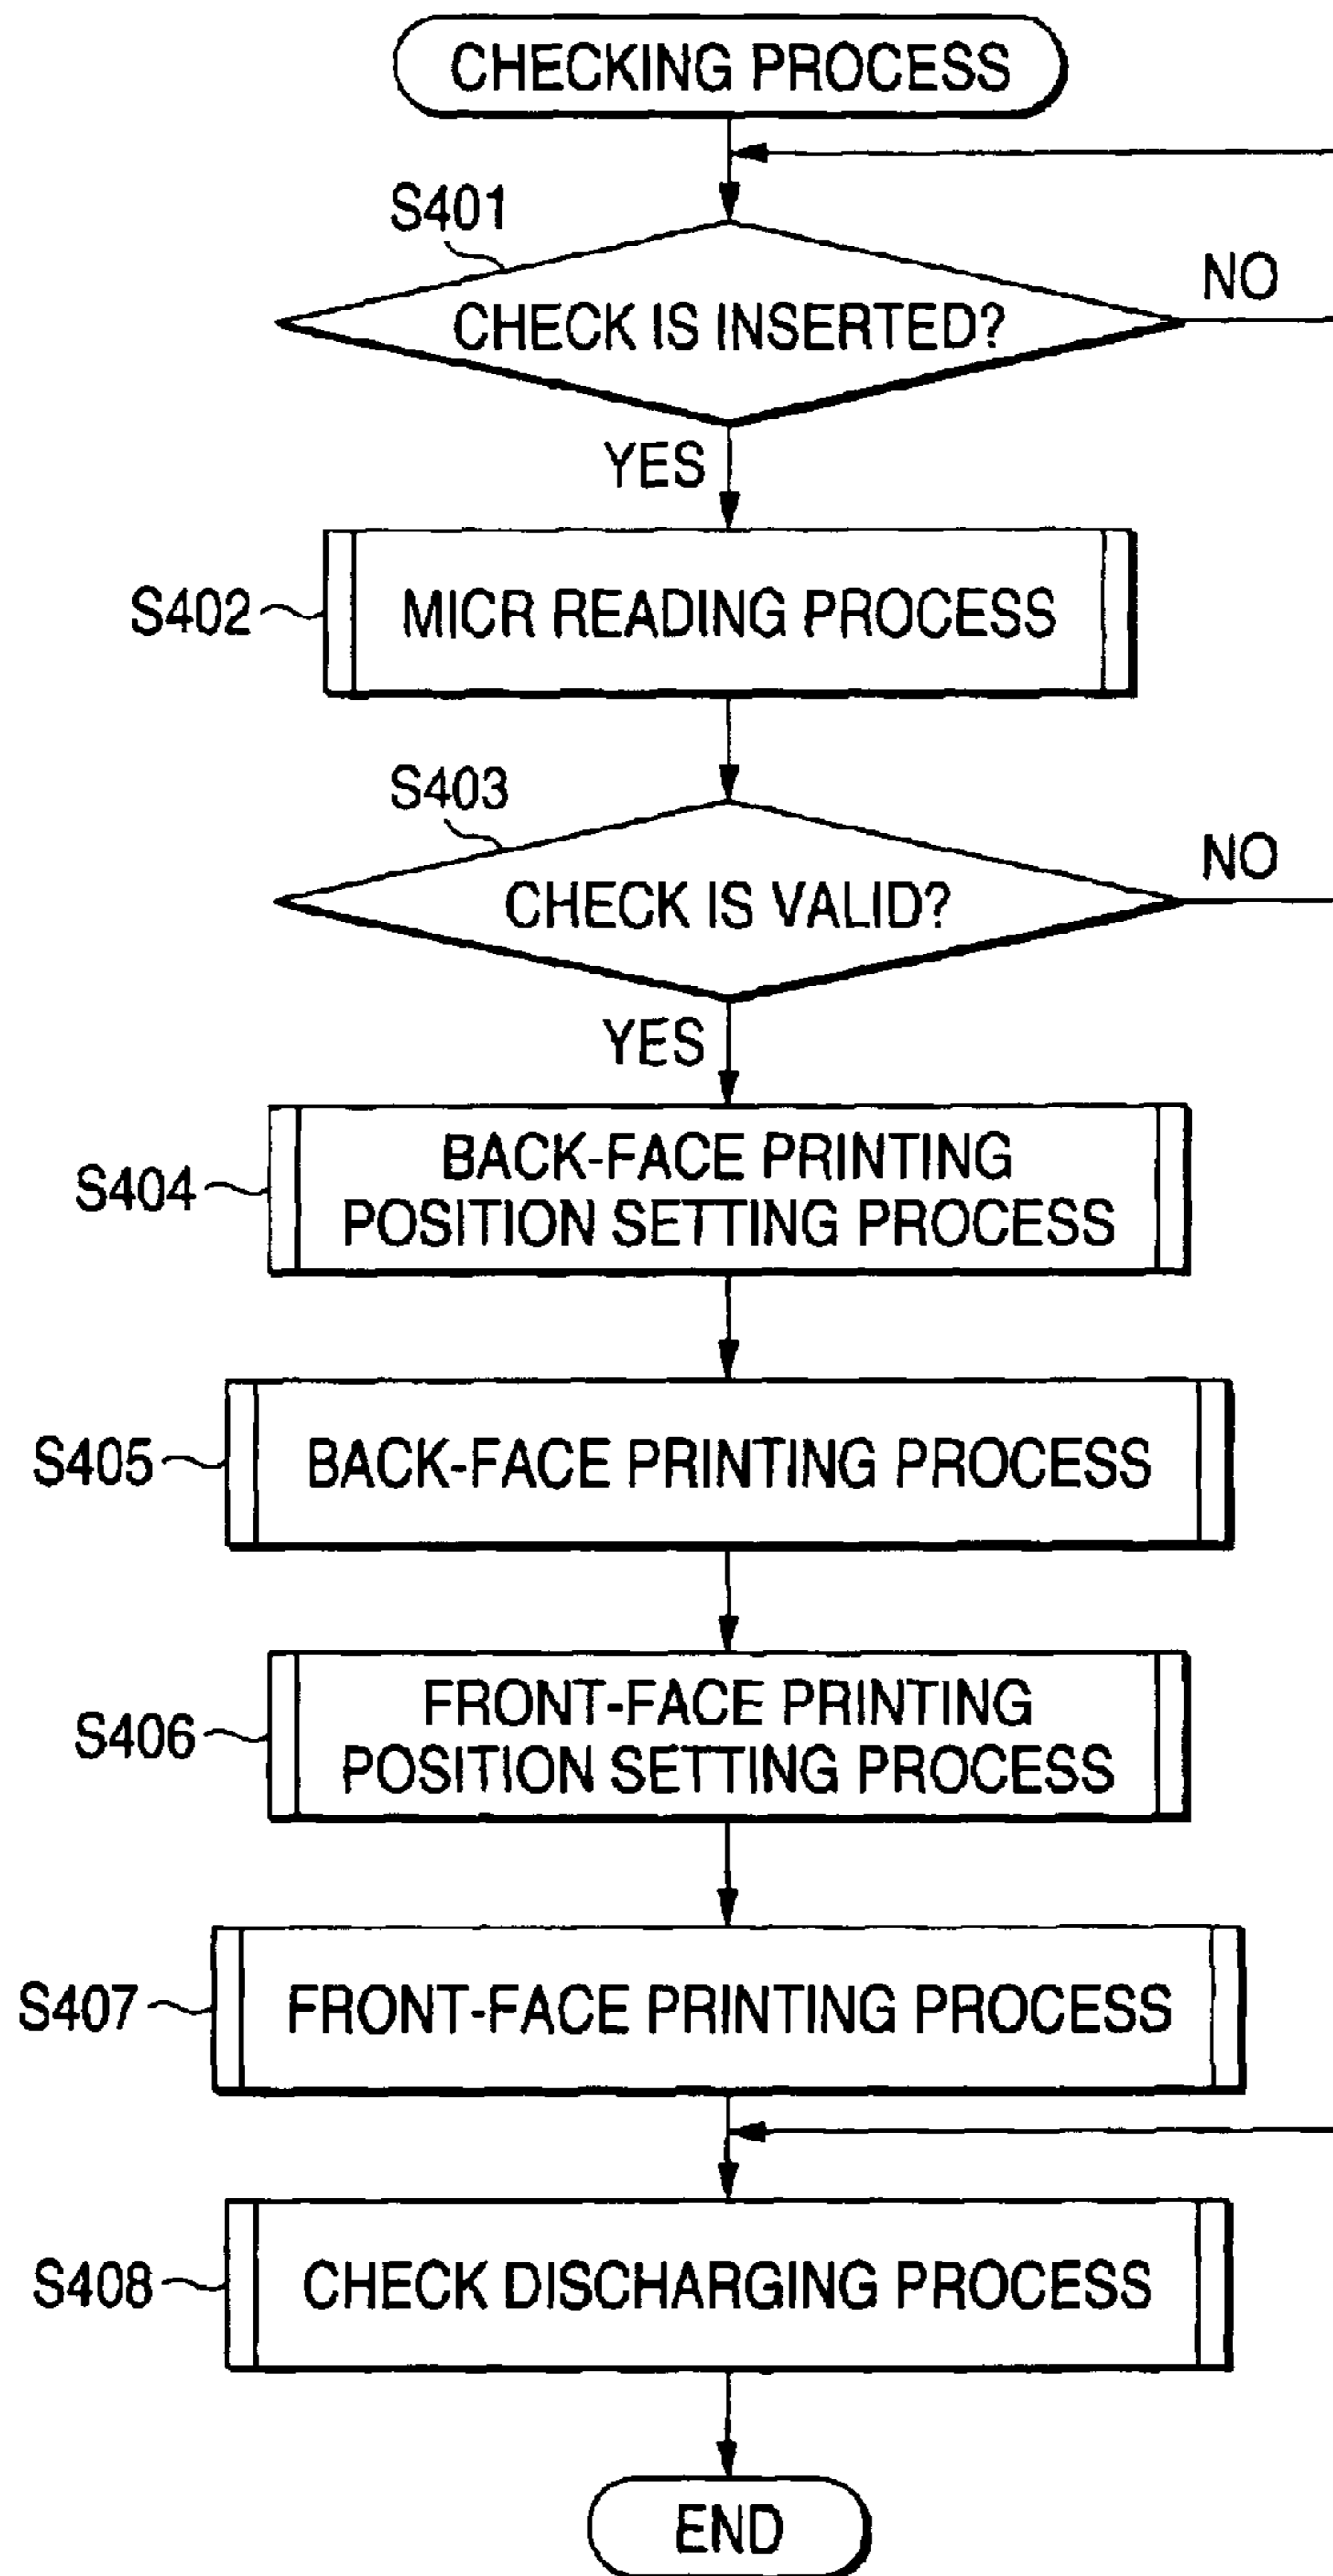 CHECKING PROCESS
S401
NO
CHECK IS INSERTED?
YES
S402
MICR READING PROCESS
S403
NO
CHECK IS VALID?
YES
S404
BACK-FACE PRINTING
POSITION SETTING PROCESS
S405
BACK-FACE PRINTING PROCESS
S406
FRONT-FACE PRINTING
POSITION SETTING PROCESS
S407
FRONT-FACE PRINTING PROCESS
S408
CHECK DISCHARGING PROCESS
END